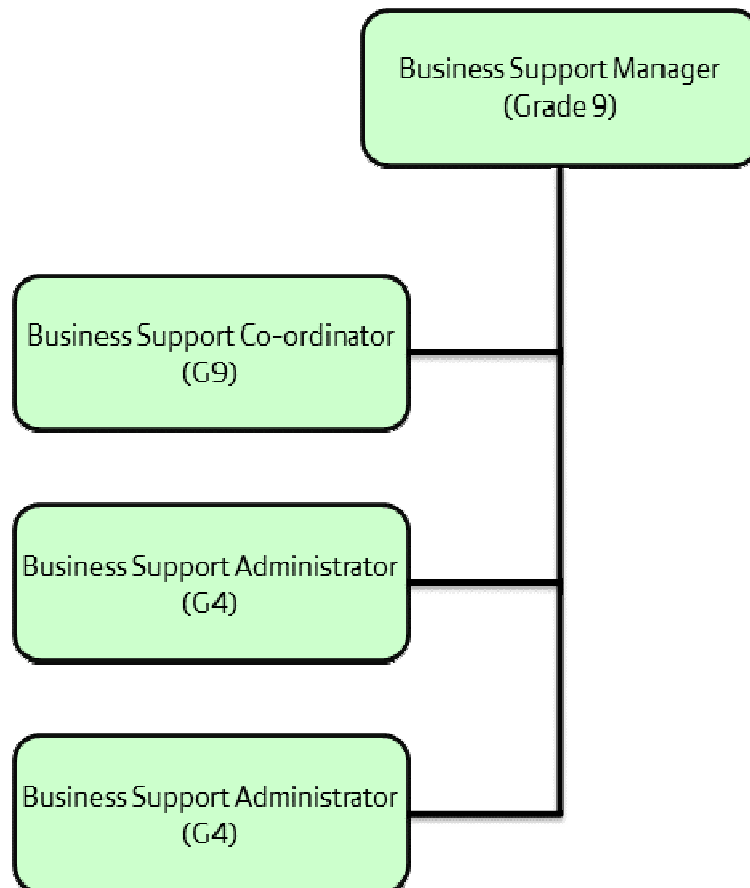 Business Support Manager
(Grade 9)
Business Support Co-ordinator
(G9)
Business Support Administrator
(G4)
Business Support Administrator
(G4)